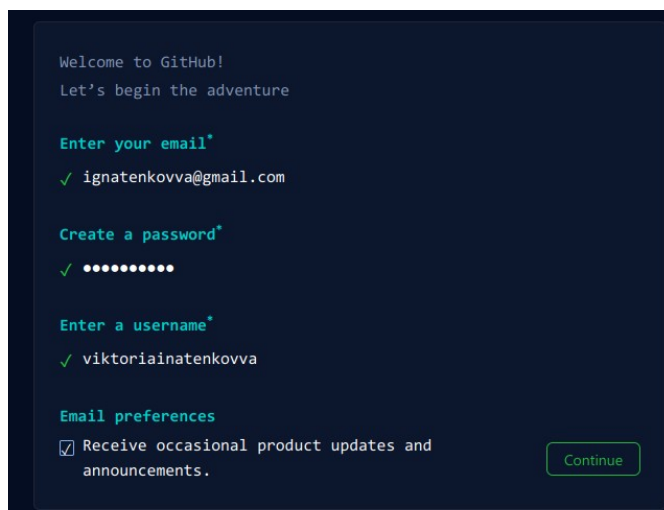 Welcome to GitHub!
Let’s begin the adventure
Enter your email*
✓ ignatenkovva@gmail.com
Create a password*
✓ ●●●●●●●●●●
Enter a username*
✓ viktoriainatenkovva
Email preferences
Receive occasional product updates and
announcements.
Continue